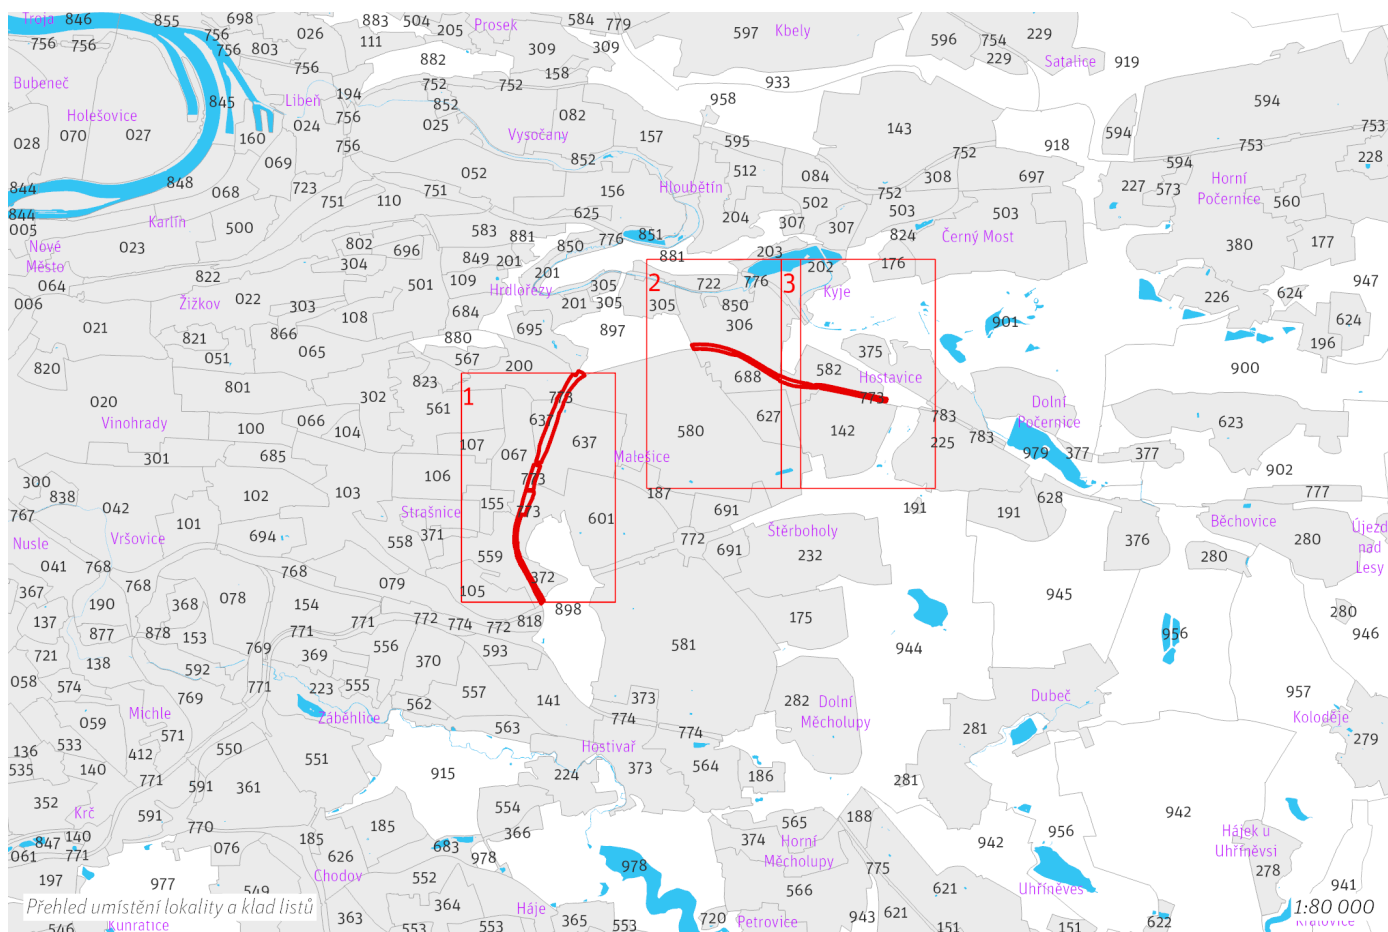 Troja 846 855 698 026 883 504 205 Prosek 584 779
756 756 756 756 803 111 309 309 597 Kbely 596 754 229 229 Satalice 919
Bubeneč 756 882 752 752 158 933
Holešovice 845 Libeň 194 852 958 594
028 070 027 160 024 756 025 Vysočany 082 157 595 143 918 594 753 753
069 756 852 512 752 594 228
844 848 068 723 751 751 110 052 156 Hloubětín 084 752 308 697 227 573 Horní Počernice 560
844 005 Karlín 500 625 204 502 307 307 503 503
Nové Město 023 802 304 696 583 881 850 776 851 881 203 824 Černý Most 380 177
064 822 849 201 201 202 176
006 Žižkov 022 303 501 109 Hrdlořezy 201 305 305 2 305 722 776 850 3 Kyje 226 624 947
021 866 108 684 695 897 306 901 624
821 051 065 880 196
820 801 823 567 200 688 582 375 Hostavice 900
020 302 1 561 773 773 Dolní Počernice
Vinohrady 100 066 104 637 637 580 627 142 783 783 225 623
301 685 107 067 Malešice 979 377 377
300 106 773 902
838 042 102 103 155 187 191 191 628 777
767 Vršovice 101 694 Strašnice 773 601 691 Štěrboholy Běchovice Újezd nad Lesy
Nusle 558 371 559 772 691 232 376 280 280
041 768 768 768 079 372
367 190 368 078 154 105 898 945 280
137 877 878 153 771 771 772 774 772 818 175 956 946
721 138 592 769 369 556 370 593 581 944
058 574 769 771 223 555 557 141 373 282 Dolní Měcholupy Dubeč 957
059 Michle 571 Záběhlice 562 563 774 774 281 Koloděje
136 533 412 550 551 Hostivař 279
535 140 771 591 361 915 224 373 564 186 281
352 Krč 591 554 565 188 942
847 140 770 185 185 366 374 Horní Měcholupy 942 956 Hájek u Uhříněvsi
061 771 076 626 683 978 978 775
197 977 549 Chodov 552 566 621 Uhříněves 278 941
Přehled umístění lokality a klad listů 364 Háje 943 621 1:80 000
546 Kunratice 363 553 365 553 720 Petrovice 151 622 151 Královice